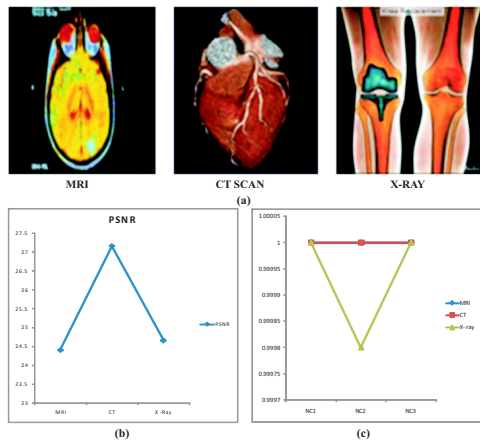 Knee Replacement
MRI
CT SCAN
X-RAY
(a)
PSNR
27.5
27
26.5
26
25.5
25
24.5
24
23.5
23
MRI
CT
X-Ray
PSNR
(b)
1.00005
1
0.99995
0.9999
0.99985
0.9998
0.99975
0.9997
NC1
NC2
NC3
MRI
CT
X-ray
(c)